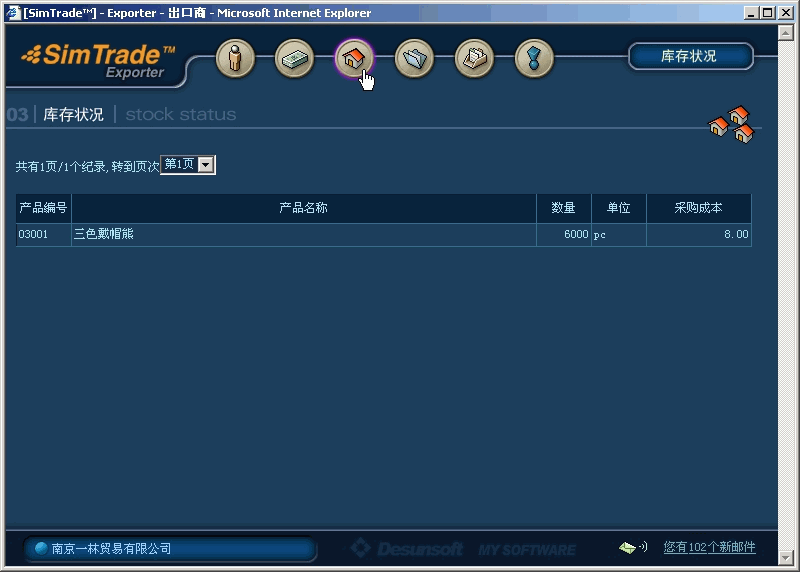 [SimTrade™] - Exporter - 出口商 - Microsoft Internet Explorer
SimTrade™
Exporter
库存状况
03 | 库存状况 | stock status
共有1页/1个纪录,转到页次 第1页
产品编号 产品名称 数量 单位 采购成本
03001 三色戴帽熊 6000 pc 8.00
南京一林贸易有限公司 Desunsoft MY SOFTWARE 您有102个新邮件